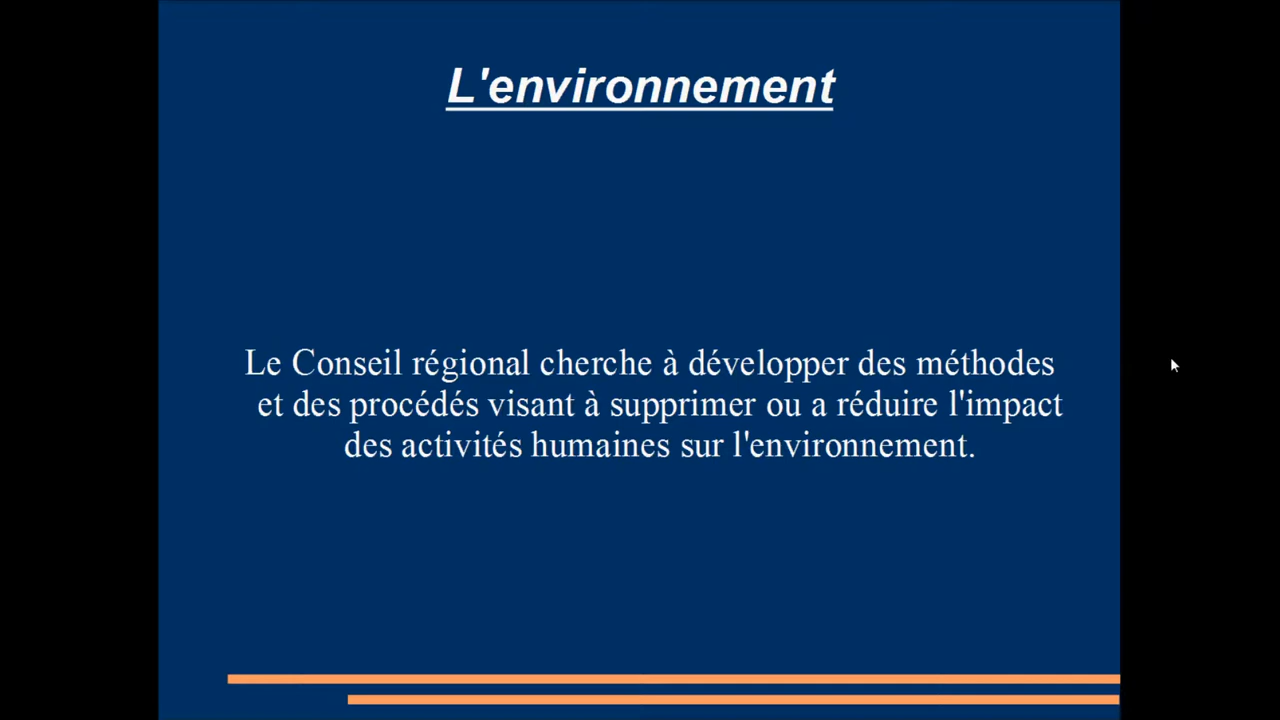 L'environnement
Le Conseil régional cherche à développer des méthodes
et des procédés visant à supprimer ou a réduire l'impact
des activités humaines sur l'environnement.